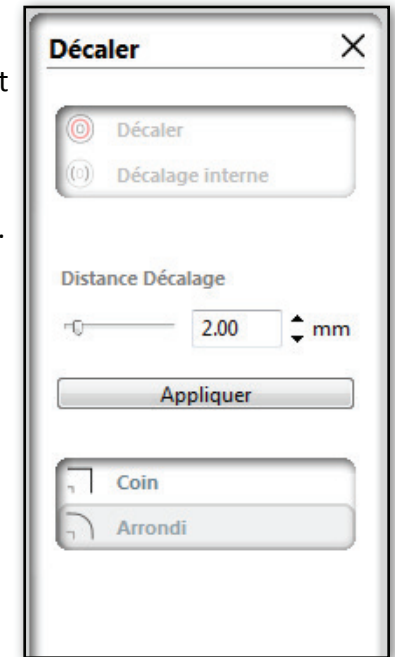 Décaler
t
Décaler
Décalage interne
.
Distance Décalage
2.00 mm
Appliquer
Coin
Arrondi